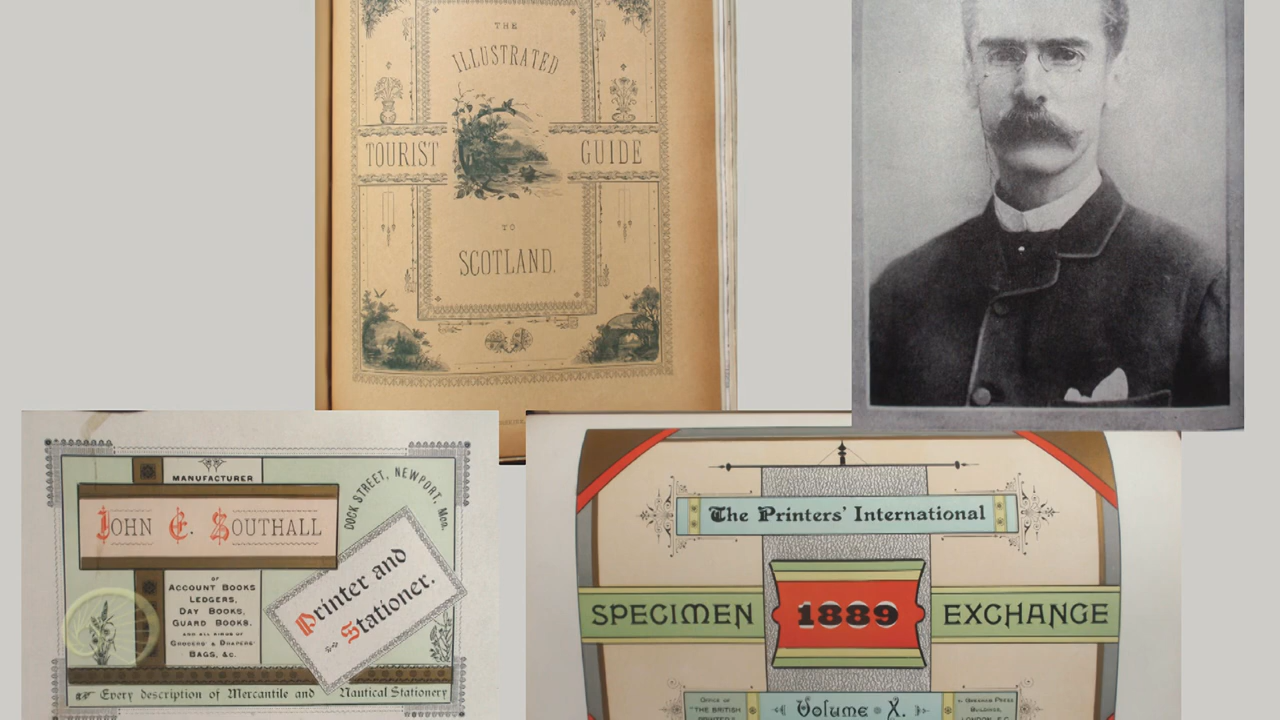 THE
ILLUSTRATED
TOURIST GUIDE
TO
SCOTLAND.
MANUFACTURER
JOHN E. SOUTHALL
DOCK STREET, NEWPORT, Mon.
OF
ACCOUNT BOOKS
LEDGERS,
DAY BOOKS,
GUARD BOOKS,
AND ALL KINDS OF
GROCERS' & DRAPERS'
BAGS, &c.
Printer and
Stationer.
Every description of Mercantile and Nautical Stationery
The Printers' International
SPECIMEN 1889 EXCHANGE
OFFICE OF
"THE BRITISH
Volume X.
PRESS
BUILDINGS,
LONDON, E.C.